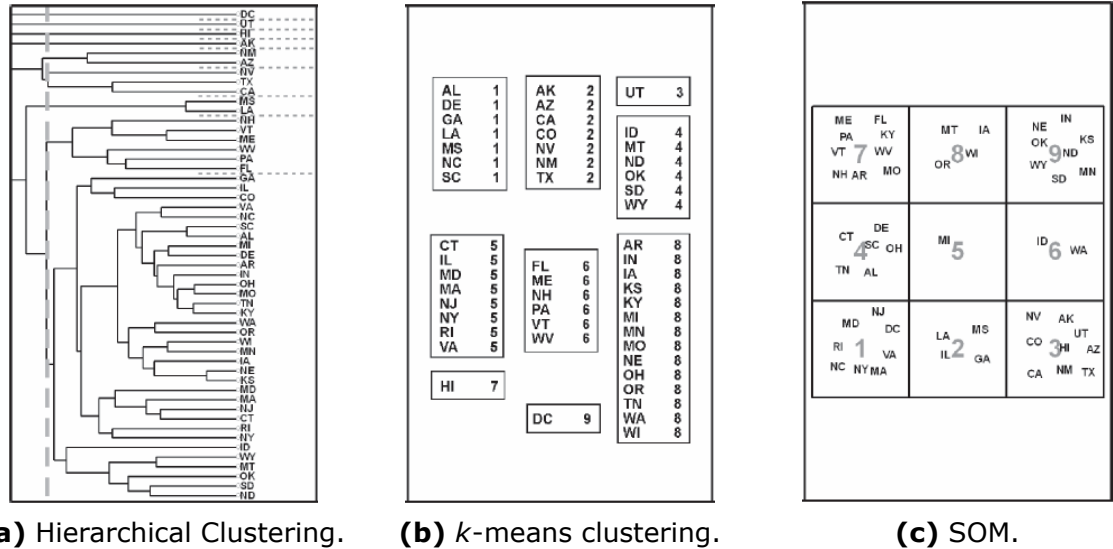 DC
UT
HI
AK
NM
AZ
NV
TX
CA
MS
LA
NH
VT
ME
WV
PA
FL
GA
IL
CO
VA
NC
SC
AL
MI
DE
AR
IN
OH
MO
TN
KY
WA
OR
WI
MN
IA
NE
KS
MD
MA
NJ
CT
RI
NY
ID
WY
MT
OK
SD
ND
a) Hierarchical Clustering.
AL 1
DE 1
GA 1
LA 1
MS 1
NC 1
SC 1
AK 2
AZ 2
CA 2
CO 2
NV 2
NM 2
TX 2
UT 3
ID 4
MT 4
ND 4
OK 4
SD 4
WY 4
CT 5
IL 5
MD 5
MA 5
NJ 5
NY 5
RI 5
VA 5
FL 6
ME 6
NH 6
PA 6
VT 6
WV 6
AR 8
IN 8
IA 8
KS 8
KY 8
MI 8
MN 8
MO 8
NE 8
OH 8
OR 8
TN 8
WA 8
WI 8
HI 7
DC 9
(b) k-means clustering.
ME FL
PA KY
VT 7 WV
NH AR MO
MT IA
8 WI
OR
IN
NE KS
OK 9 ND
WY SD MN
CT DE
4 SC OH
TN AL
MI 5
ID 6 WA
NJ
MD DC
RI 1 VA
NC NY MA
LA MS
IL 2 GA
NV AK
CO UT
3 HI AZ
CA NM TX
(c) SOM.